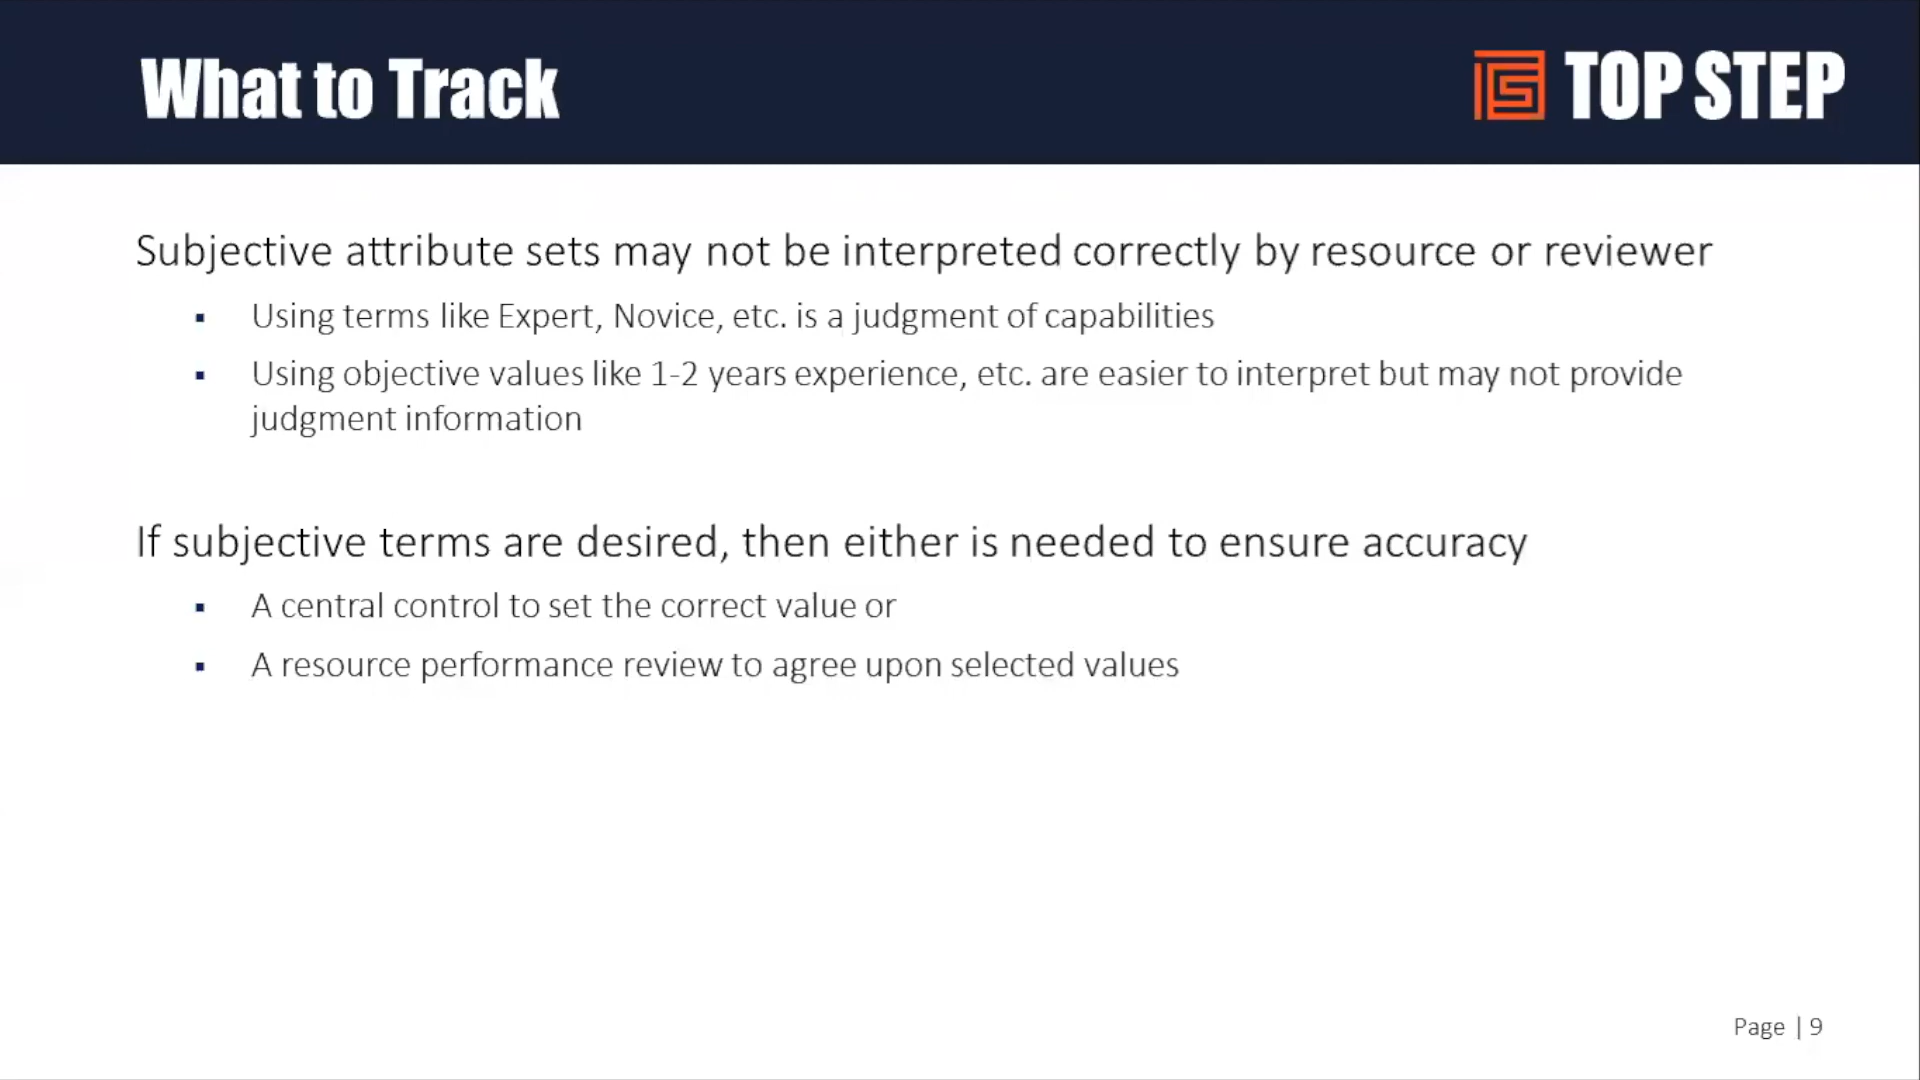 What to Track
TOP STEP
Subjective attribute sets may not be interpreted correctly by resource or reviewer
▪ Using terms like Expert, Novice, etc. is a judgment of capabilities
▪ Using objective values like 1-2 years experience, etc. are easier to interpret but may not provide
judgment information
If subjective terms are desired, then either is needed to ensure accuracy
▪ A central control to set the correct value or
▪ A resource performance review to agree upon selected values
Page | 9